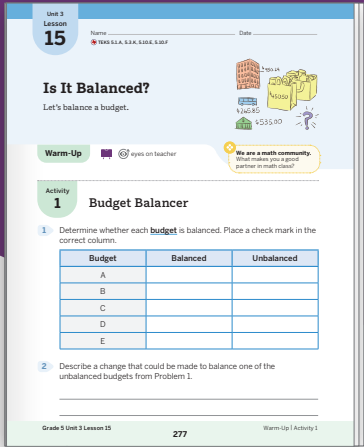 Unit 3
Lesson
15
Name Date
TEKS 5.1.A, 5.3.K, 5.10.E, 5.10.F
Is It Balanced?
Let's balance a budget.
$450.50
$265.85
$535.00
?
Warm-Up eyes on teacher
We are a math community.
What makes you a good
partner in math class?
Activity
1
Budget Balancer
1 Determine whether each budget is balanced. Place a check mark in the
correct column.
Budget Balanced Unbalanced
A
B
C
D
E
2 Describe a change that could be made to balance one of the
unbalanced budgets from Problem 1.
Grade 5 Unit 3 Lesson 15 277 Warm-Up | Activity 1